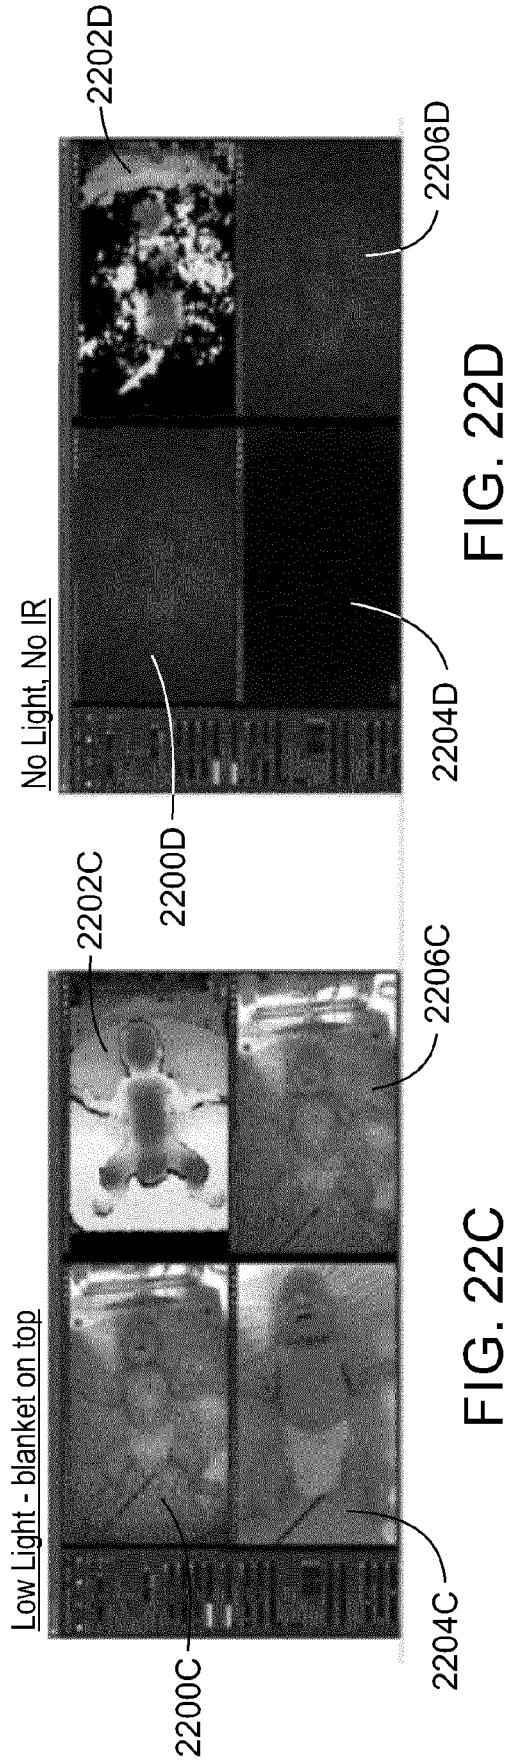 Low Light - blanket on top
2200C
2202C
2204C
2206C
FIG. 22C
No Light, No IR
2200D
2202D
2204D
2206D
FIG. 22D